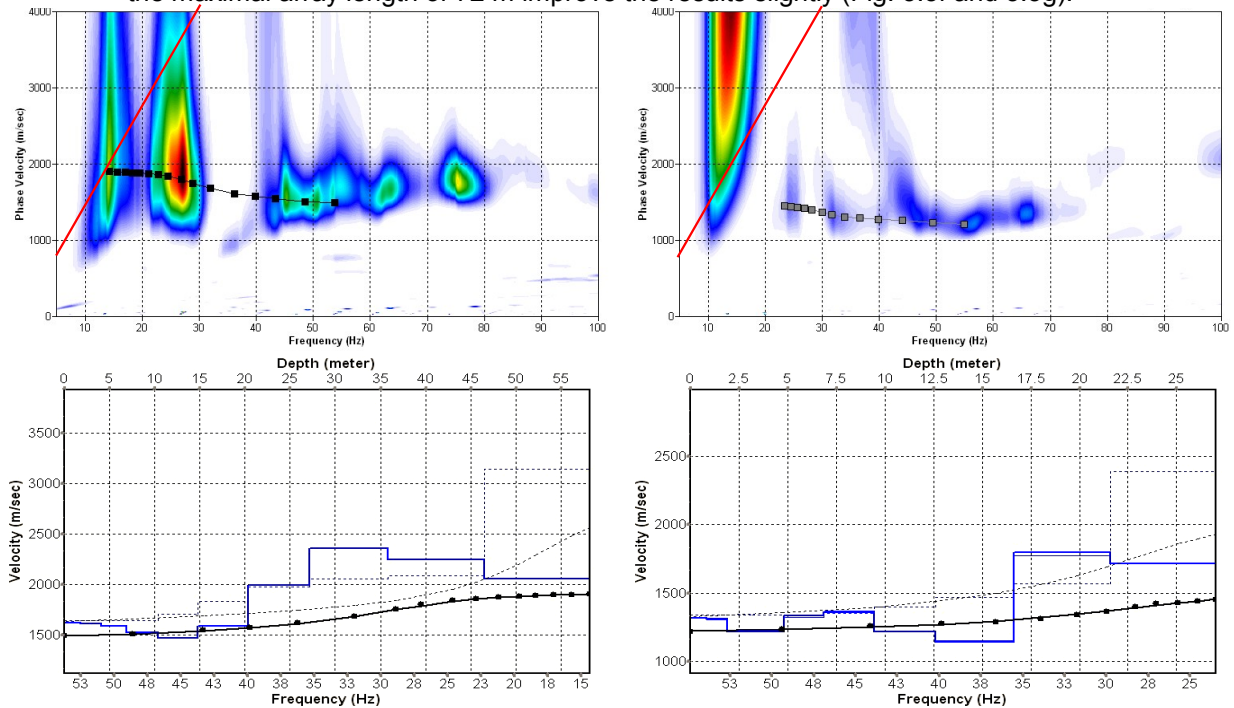 the maximal array length of 72 m improve the results slightly (Fig.
4000
3000
2000
1000
0
Phase Velocity (m/sec)
10 20 30 40 50 60 70 80 90 100
Frequency (Hz)
4000
3000
2000
1000
0
Phase Velocity (m/sec)
10 20 30 40 50 60 70 80 90 100
Frequency (Hz)
Depth (meter)
0 5 10 15 20 25 30 35 40 45 50 55
3500
3000
2500
2000
1500
Velocity (m/sec)
53 50 48 45 43 40 38 35 33 30 28 25 23 20 18 15
Frequency (Hz)
Depth (meter)
0 2.5 5 7.5 10 12.5 15 17.5 20 22.5 25
2500
2000
1500
1000
Velocity (m/sec)
53 50 48 45 43 40 38 35 33 30 28 25
Frequency (Hz)